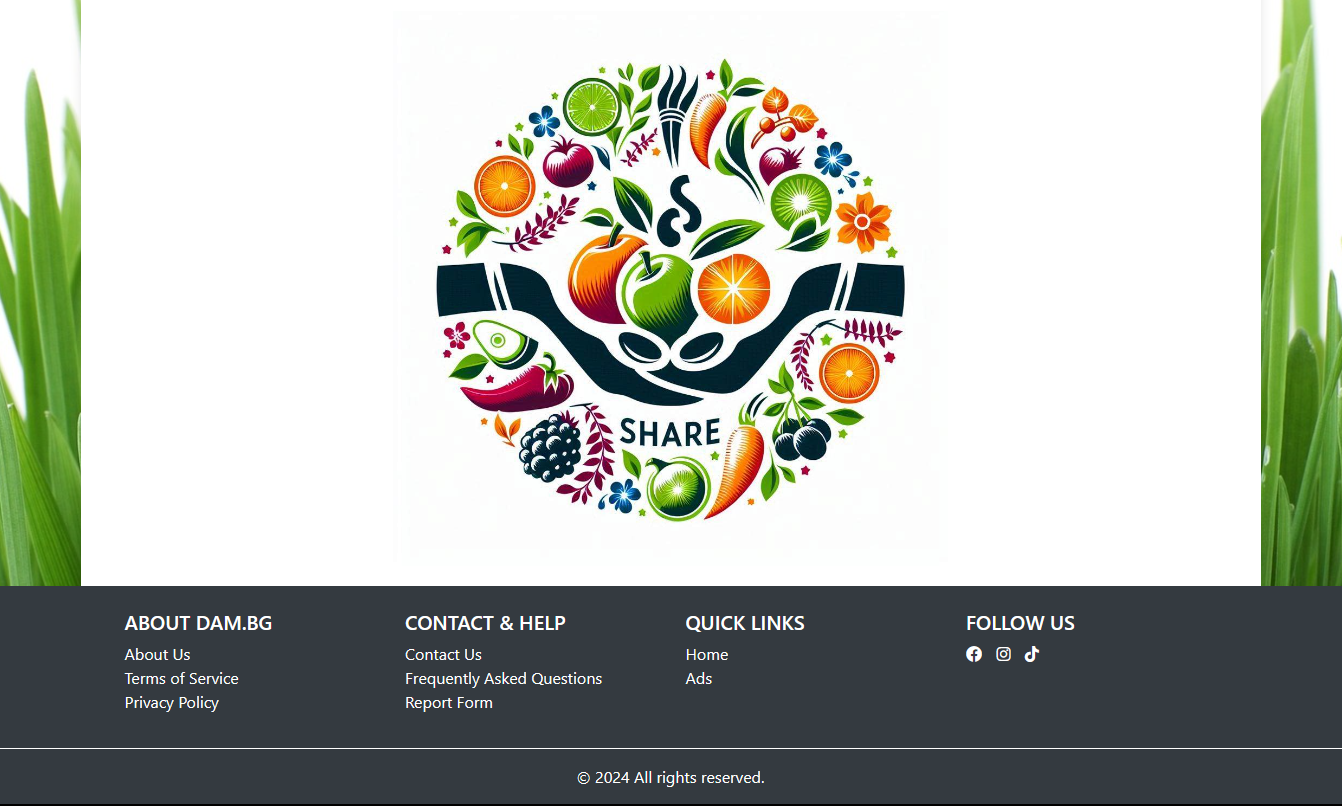 SHARE
ABOUT DAM.BG
About Us
Terms of Service
Privacy Policy
CONTACT & HELP
Contact Us
Frequently Asked Questions
Report Form
QUICK LINKS
Home
Ads
FOLLOW US
© 2024 All rights reserved.